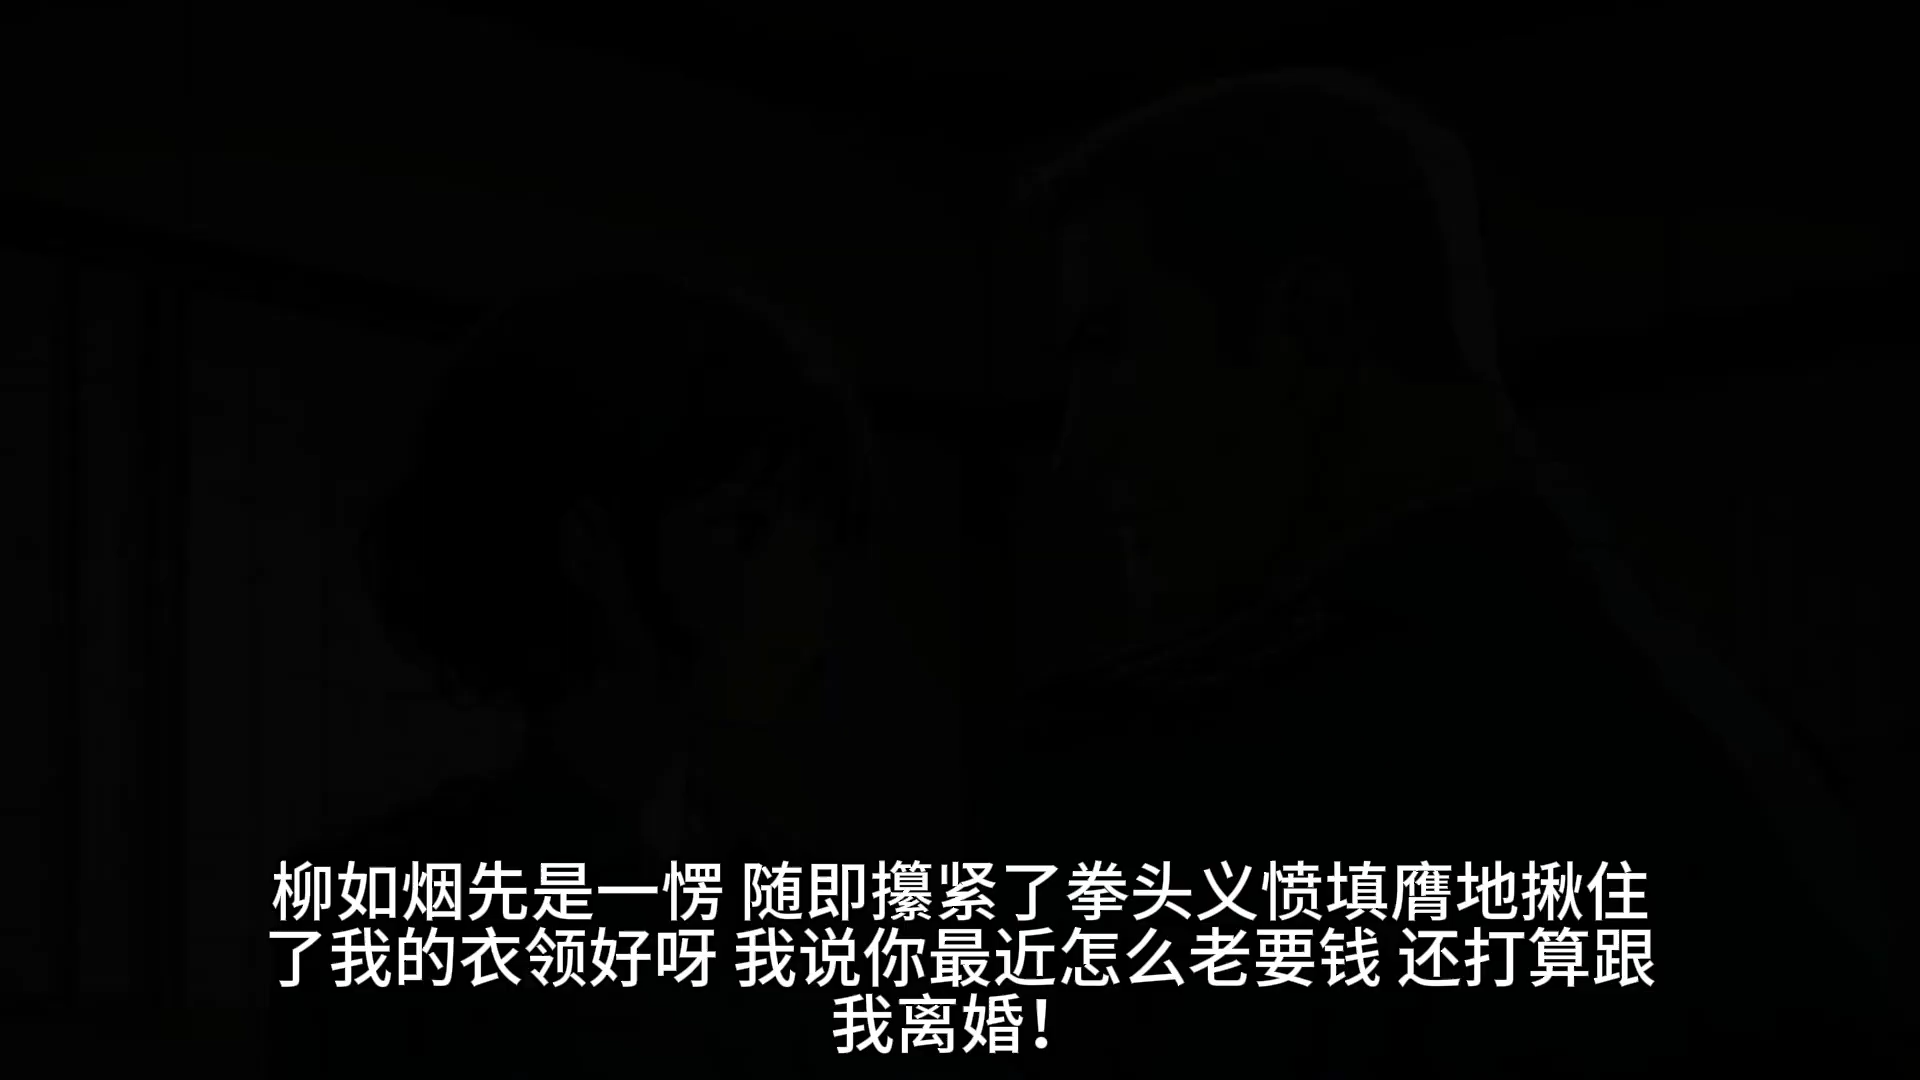 柳如烟先是一愣 随即攥紧了拳头义愤填膺地揪住
了我的衣领好呀 我说你最近怎么老要钱 还打算跟
我离婚！